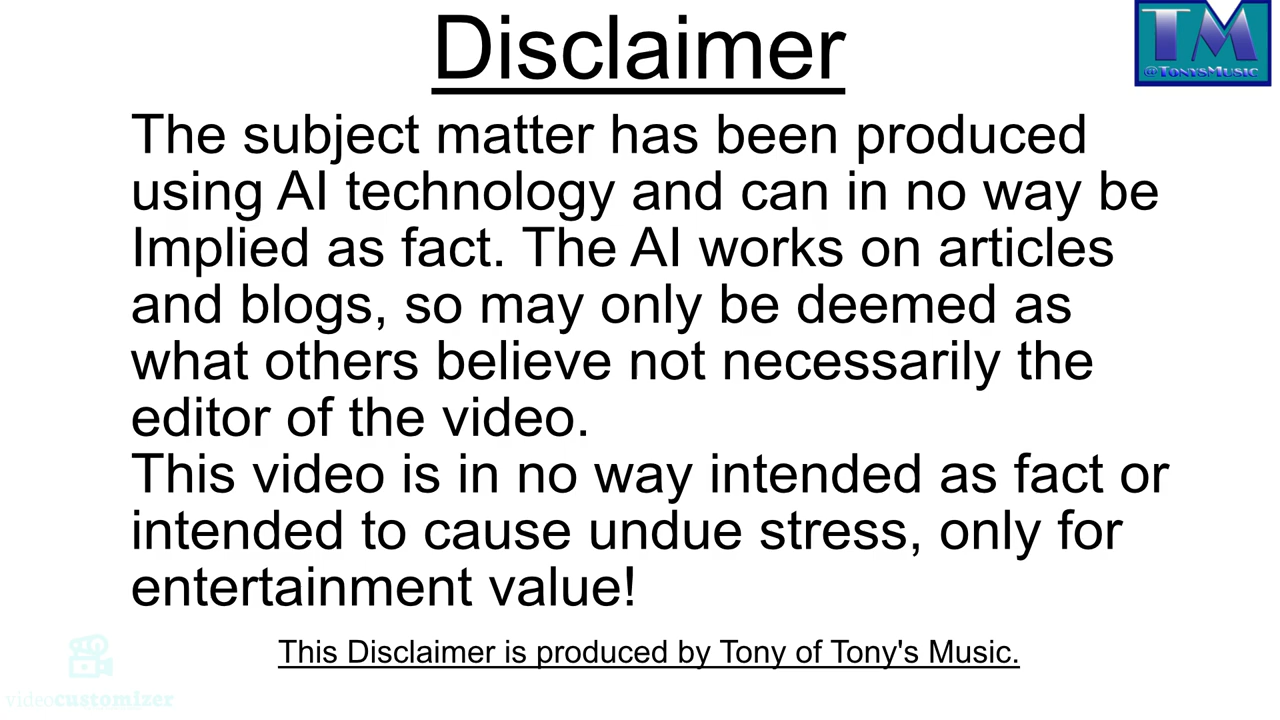 Disclaimer
TM
@TonysMusic
The subject matter has been produced
using AI technology and can in no way be
Implied as fact. The AI works on articles
and blogs, so may only be deemed as
what others believe not necessarily the
editor of the video.
This video is in no way intended as fact or
intended to cause undue stress, only for
entertainment value!
This Disclaimer is produced by Tony of Tony's Music.
videocustomizer